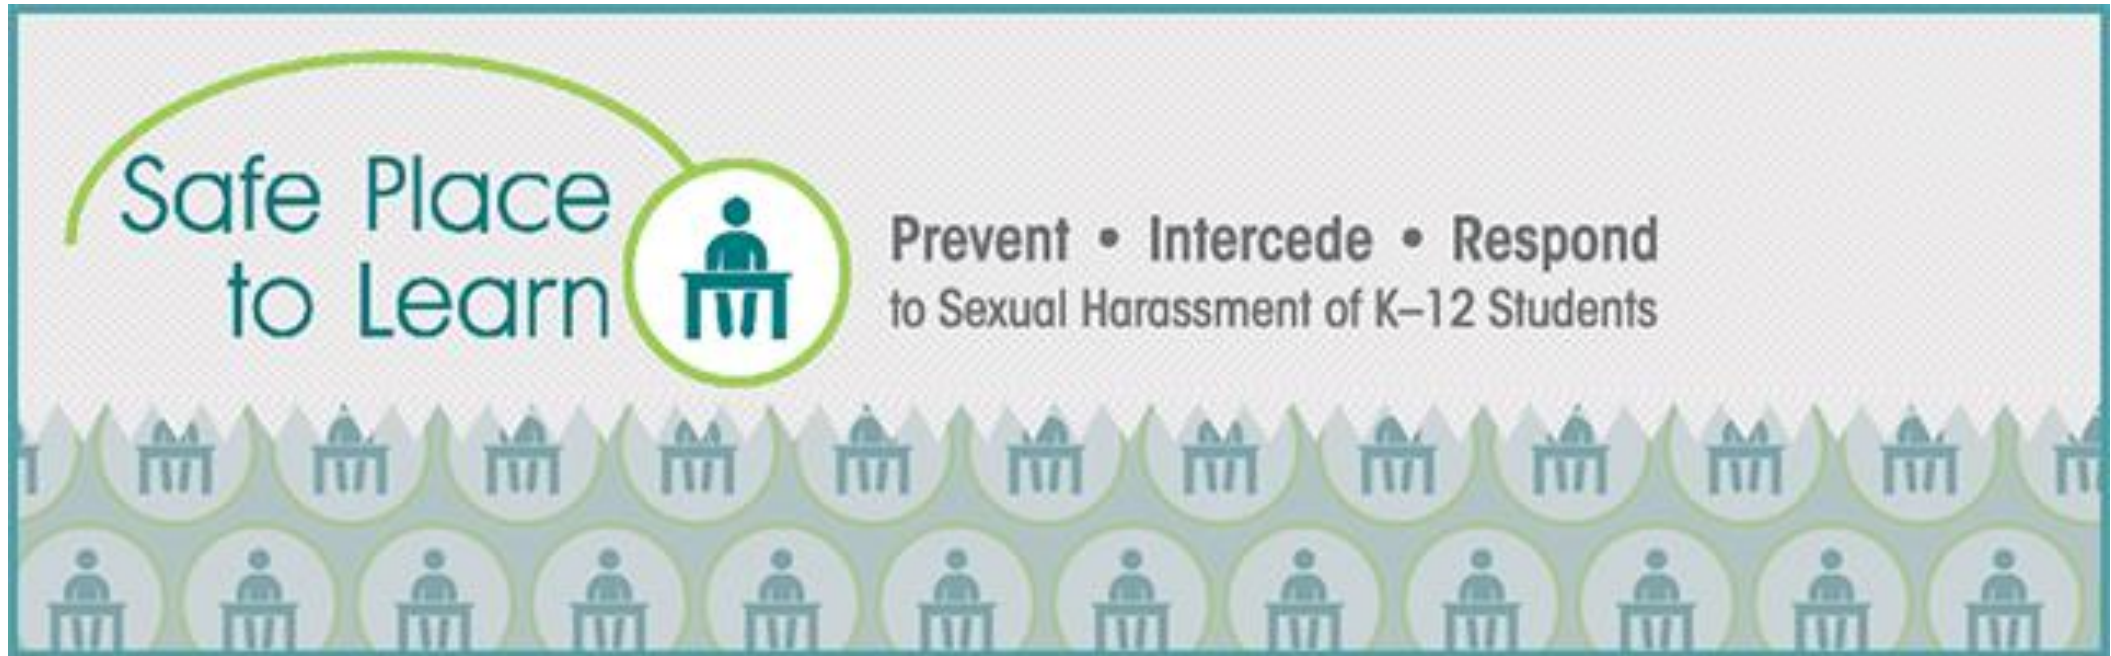 Safe Place
to Learn
Prevent • Intercede • Respond
to Sexual Harassment of K–12 Students